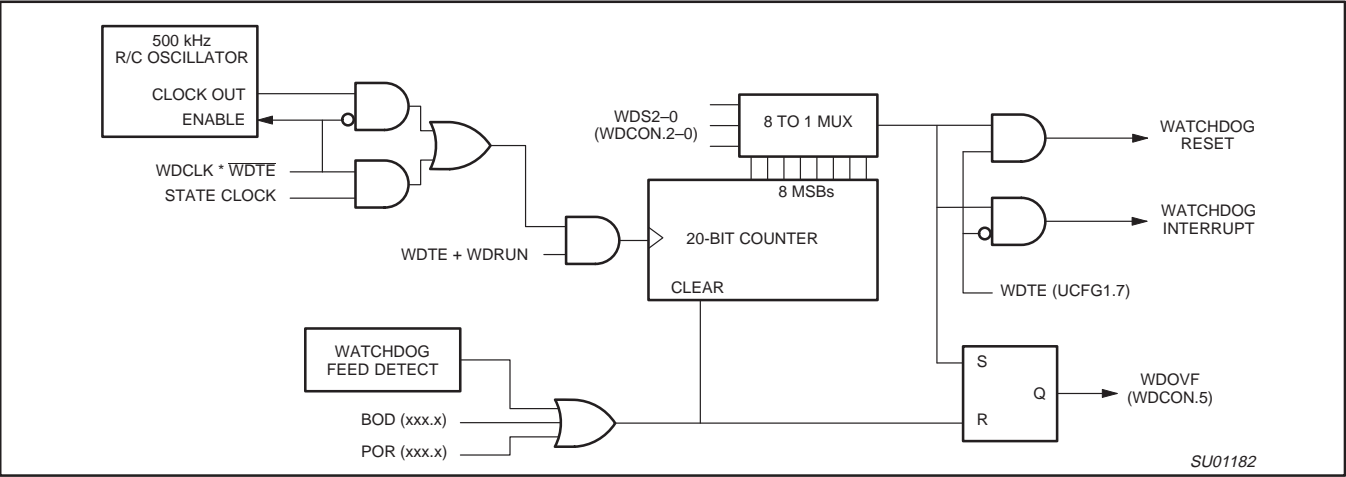 500 kHz
R/C OSCILLATOR
CLOCK OUT
ENABLE
WDCLK * W̅D̅T̅E̅
STATE CLOCK
WDTE + WDRUN
WDS2–0
(WDCON.2–0)
8 TO 1 MUX
8 MSBs
20-BIT COUNTER
CLEAR
WATCHDOG
RESET
WATCHDOG
INTERRUPT
WDTE (UCFG1.7)
WATCHDOG
FEED DETECT
BOD (xxx.x)
POR (xxx.x)
S
Q
R
WDOVF
(WDCON.5)
SU01182